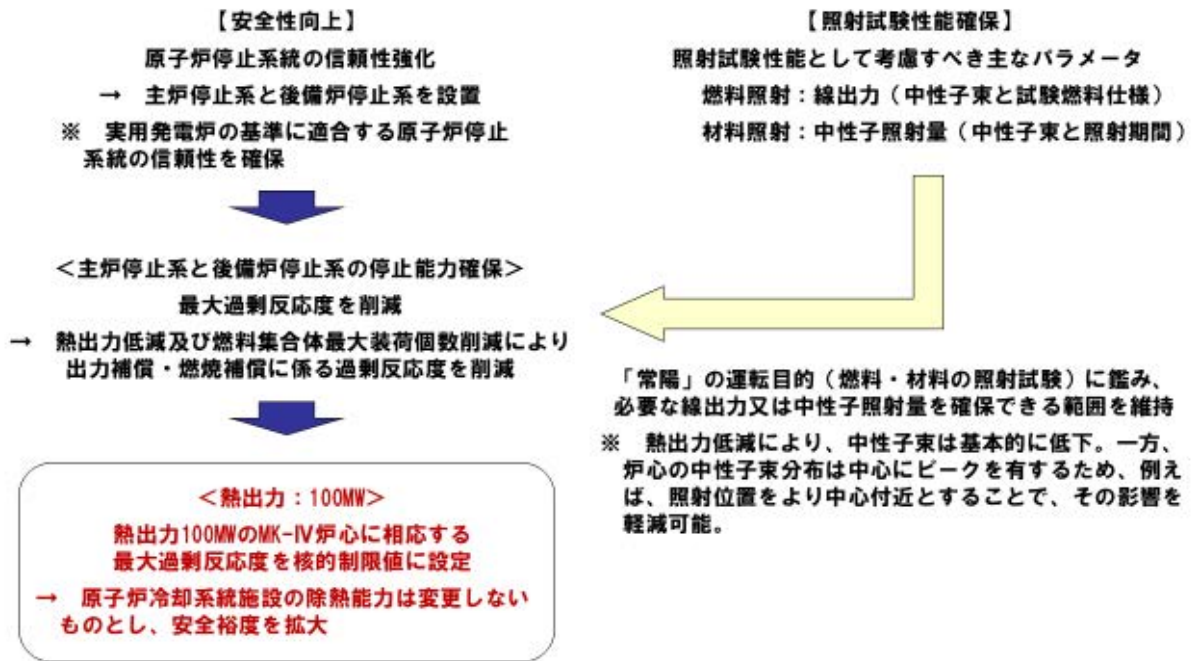 【安全性向上】
原子炉停止系統の信頼性強化
→ 主炉停止系と後備炉停止系を設置
※ 実用発電炉の基準に適合する原子炉停止
系統の信頼性を確保
＜主炉停止系と後備炉停止系の停止能力確保＞
最大過剰反応度を削減
→ 熱出力低減及び燃料集合体最大装荷個数削減により
出力補償・燃焼補償に係る過剰反応度を削減
＜熱出力：100MW＞
熱出力100MWのMK-Ⅳ炉心に相応する
最大過剰反応度を核的制限値に設定
→ 原子炉冷却系統施設の除熱能力は変更しない
ものとし、安全裕度を拡大
【照射試験性能確保】
照射試験性能として考慮すべき主なパラメータ
燃料照射：線出力（中性子束と試験燃料仕様）
材料照射：中性子照射量（中性子束と照射期間）
「常陽」の運転目的（燃料・材料の照射試験）に鑑み、
必要な線出力又は中性子照射量を確保できる範囲を維持
※ 熱出力低減により、中性子束は基本的に低下。一方、
炉心の中性子束分布は中心にピークを有するため、例え
ば、照射位置をより中心付近とすることで、その影響を
軽減可能。